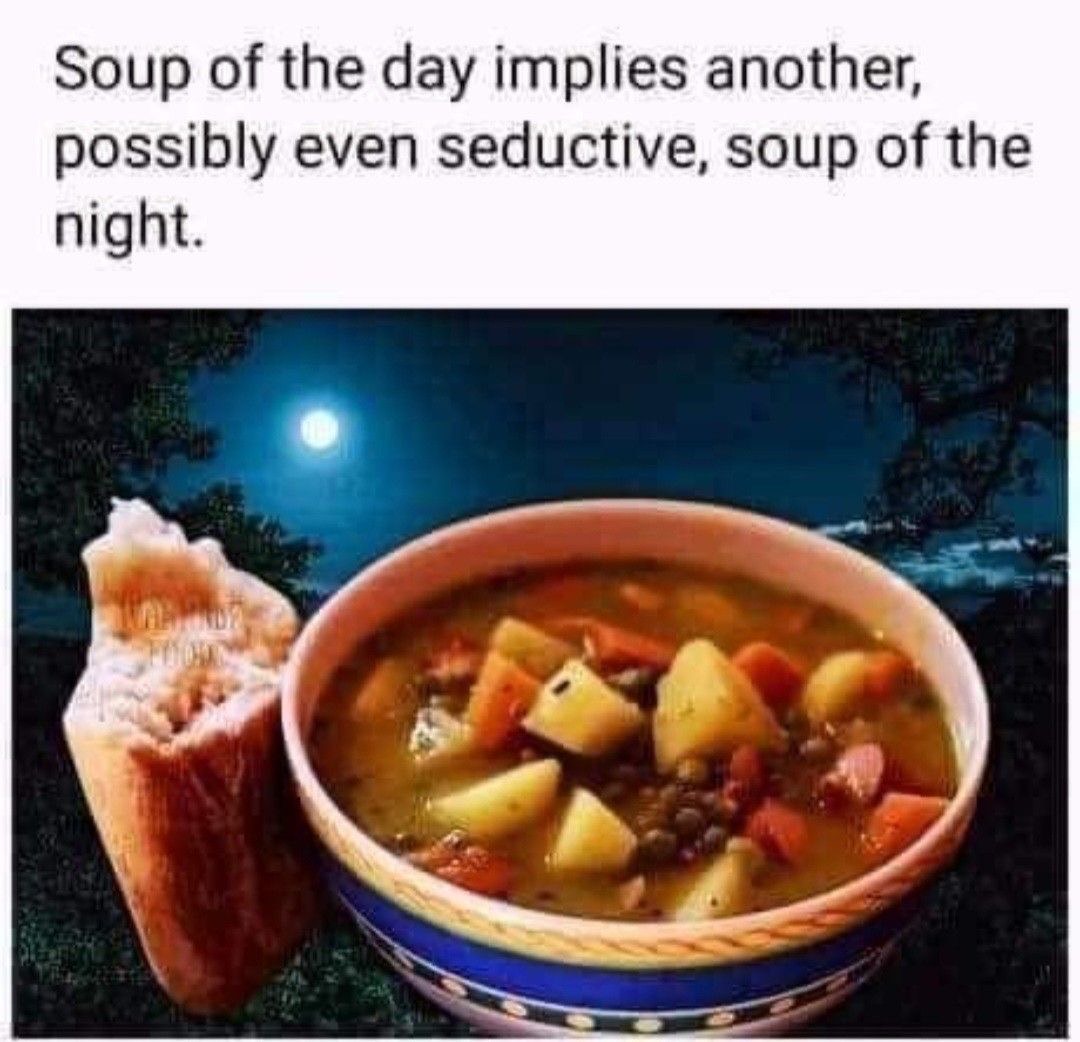 Soup of the day implies another,
possibly even seductive, soup of the
night.